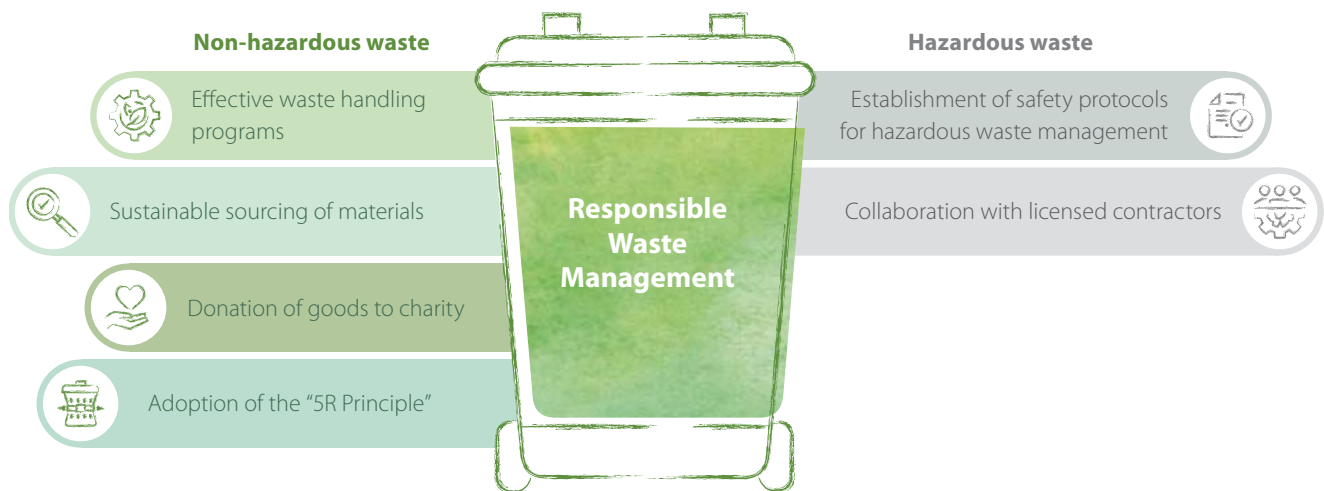 Non-hazardous waste
Effective waste handling
programs
Sustainable sourcing of materials
Donation of goods to charity
Adoption of the “5R Principle”
Responsible
Waste
Management
Hazardous waste
Establishment of safety protocols
for hazardous waste management
Collaboration with licensed contractors